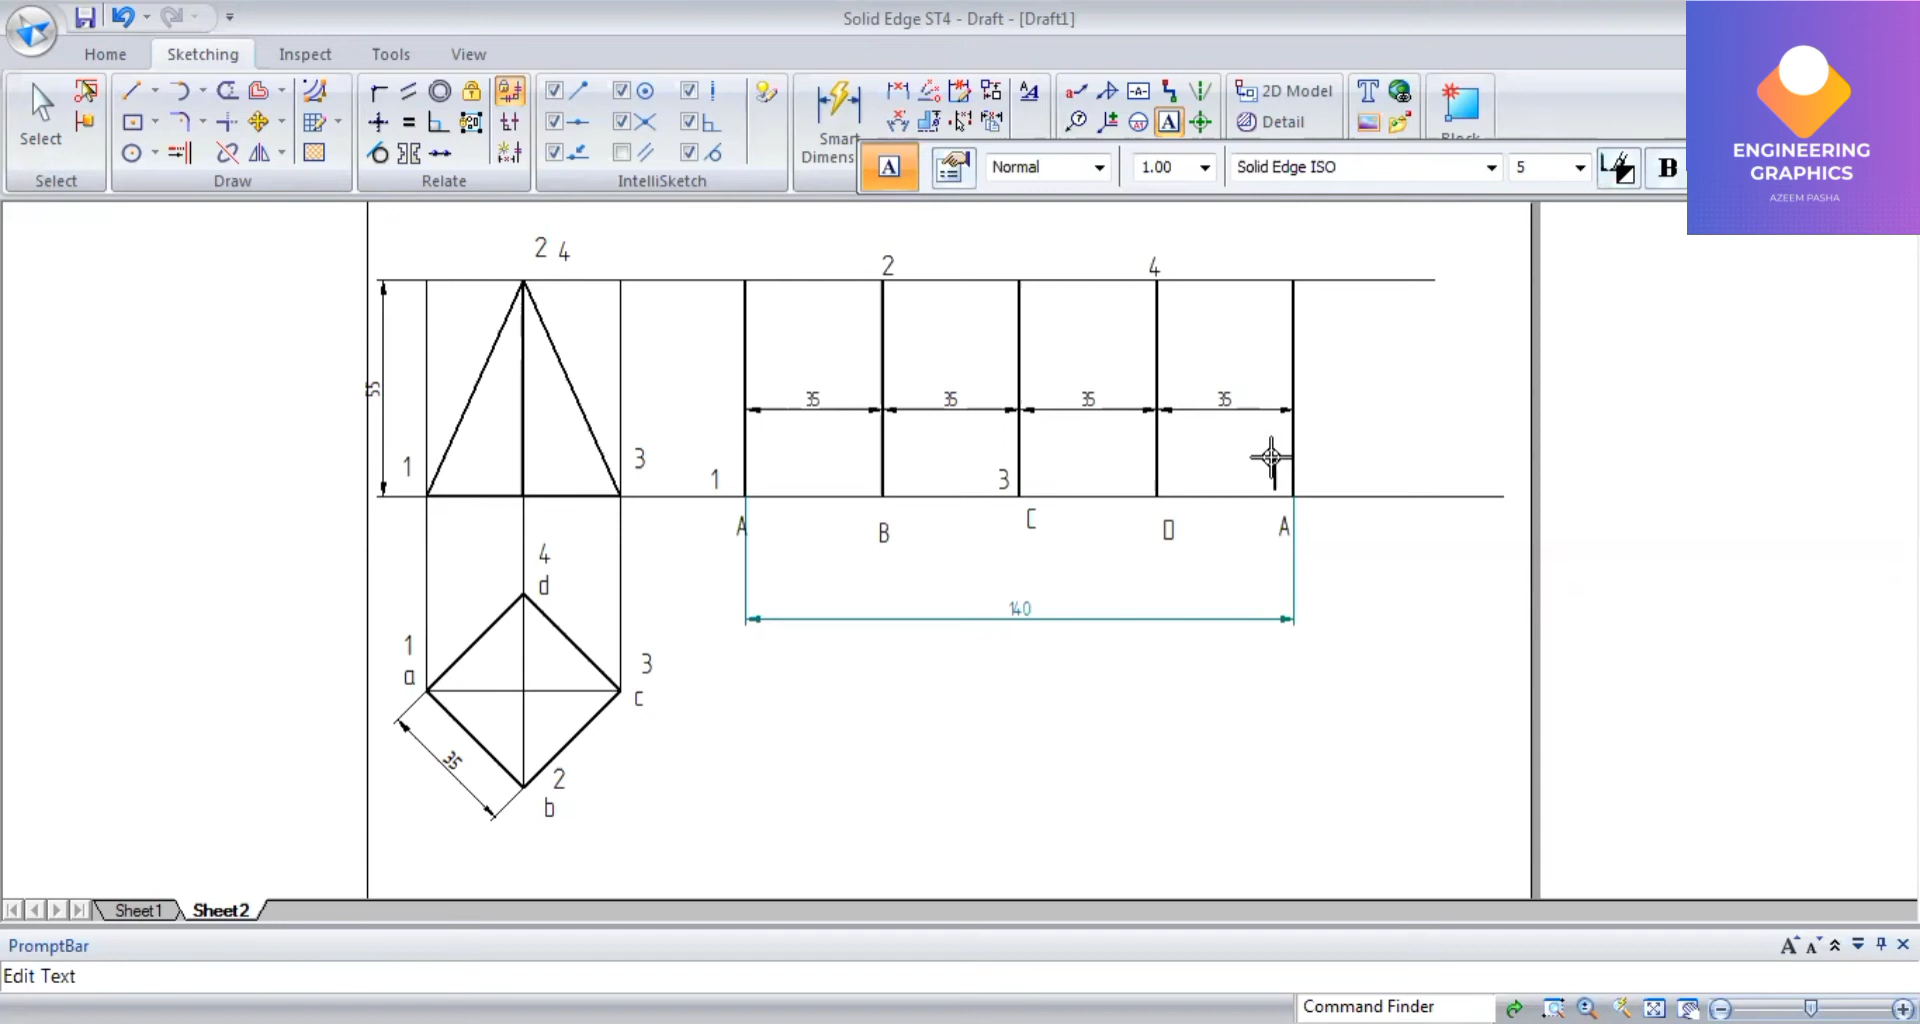 Solid Edge ST4 - Draft - [Draft1]
Home
Sketching
Inspect
Tools
View
Select
Select
Draw
Relate
IntelliSketch
Smart
Dimens
2D Model
Detail
Normal
1.00
Solid Edge ISO
5
B
ENGINEERING
GRAPHICS
AZEEM PASHA
2 4
2
4
55
35
35
35
35
1
3
1
3
A
B
C
D
A
4
d
140
1
a
3
c
35
2
b
Sheet1
Sheet2
PromptBar
Edit Text
Command Finder